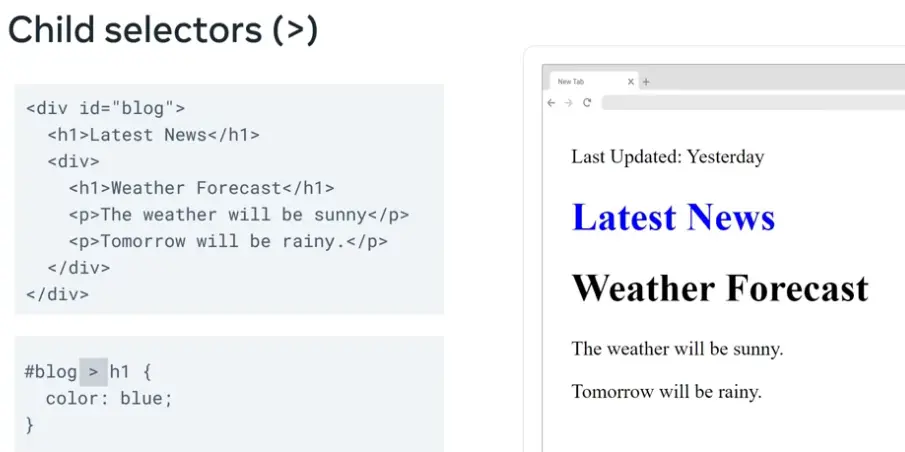 Child selectors (>)
<div id="blog">
<h1>Latest News</h1>
<div>
<h1>Weather Forecast</h1>
<p>The weather will be sunny</p>
<p>Tomorrow will be rainy.</p>
</div>
</div>
#blog > h1 {
color: blue;
}
New Tab
Last Updated: Yesterday
Latest News
Weather Forecast
The weather will be sunny.
Tomorrow will be rainy.